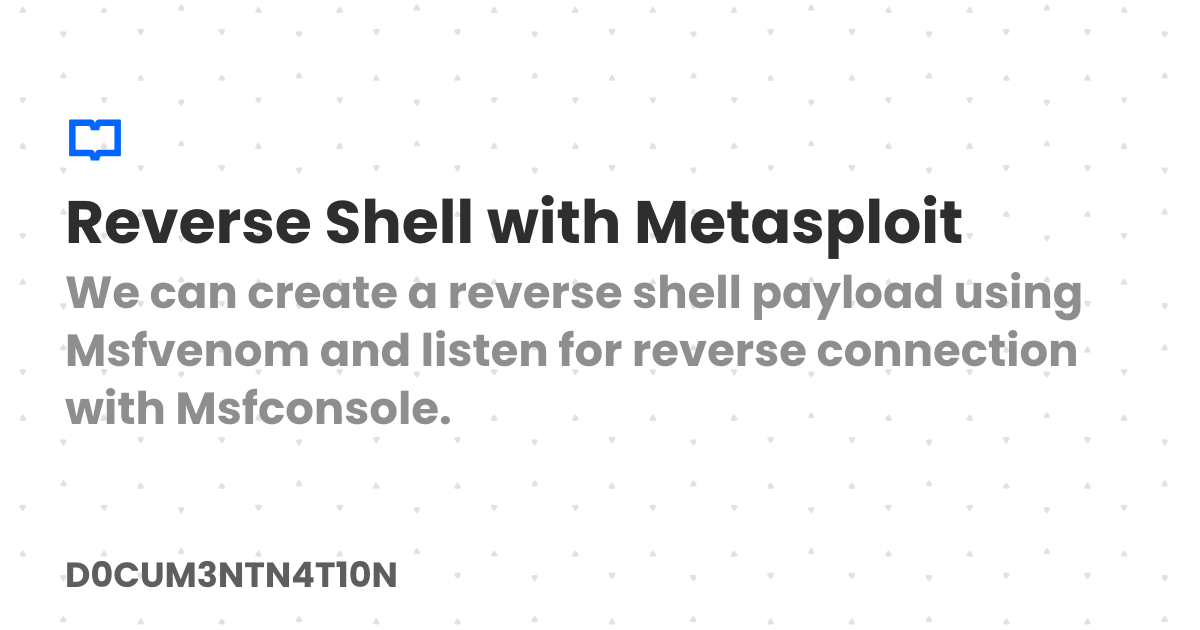 Reverse Shell with Metasploit
We can create a reverse shell payload using
Msfvenom and listen for reverse connection
with Msfconsole.
D0CUM3NTN4T10N